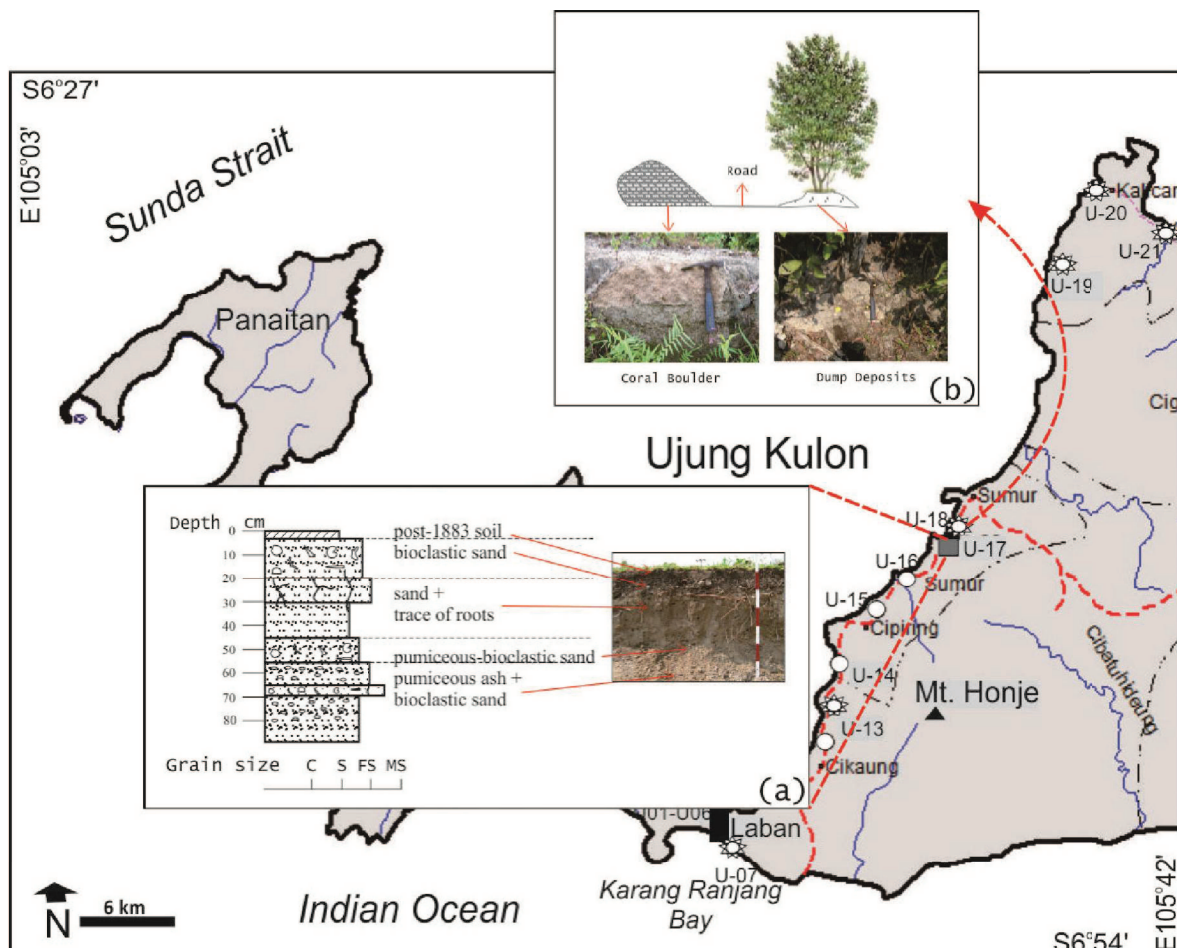 S6°27'
E105°03'
Sunda Strait
Panaitan
Road
Coral Boulder
Dump Deposits
(b)
U-20
U-21
U-19
Ujung Kulon
Sumur
U-18
U-17
U-16
Sumur
U-15
Cipiring
U-14
Mt. Honje
U-13
Cikaung
Depth cm
0
10
20
30
40
50
60
70
80
post-1883 soil
bioclastic sand
sand +
trace of roots
pumiceous-bioclastic sand
pumiceous ash +
bioclastic sand
Grain size C S FS MS
(a)
Laban
U-07
Karang Ranjang
Bay
Indian Ocean
N
6 km
E105°42'
S6°54'